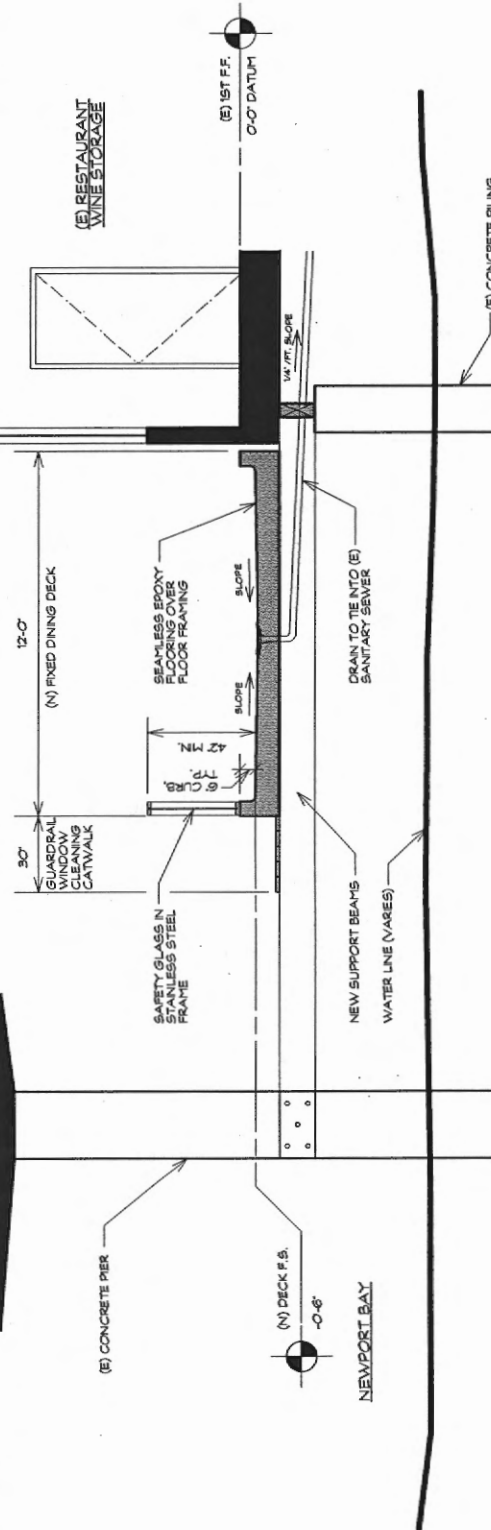 (E) CONCRETE PIER
(N) DECK F.S.
-0'-6"
NEWPORT BAY
30"
GUARDRAIL
WINDOW
CLEANING
CATWALK
SAFETY GLASS IN
STAINLESS STEEL
FRAME
NEW SUPPORT BEAMS
WATER LINE (VARIES)
12'-0"
(N) FIXED DINING DECK
6" CURB,
TYP.
42" MIN.
SLOPE
SLOPE
SEAMLESS EPOXY
FLOORING OVER
FLOOR FRAMING
DRAIN TO TIE INTO (E)
SANITARY SEWER
1/4" /FT. SLOPE
(E) RESTAURANT
WINE STORAGE
(E) 1ST F.F.
0'-0" DATUM
(E) CONCRETE PILING